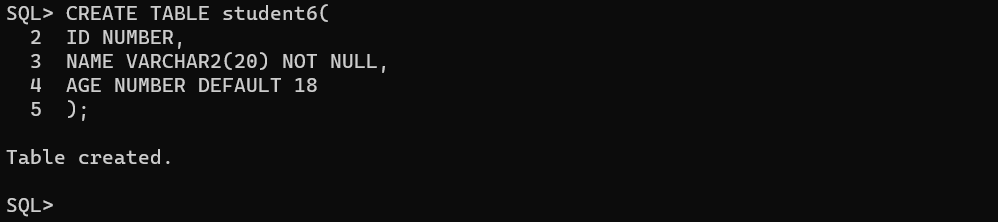 SQL> CREATE TABLE student6(
  2  ID NUMBER,
  3  NAME VARCHAR2(20) NOT NULL,
  4  AGE NUMBER DEFAULT 18
  5  );
Table created.
SQL>